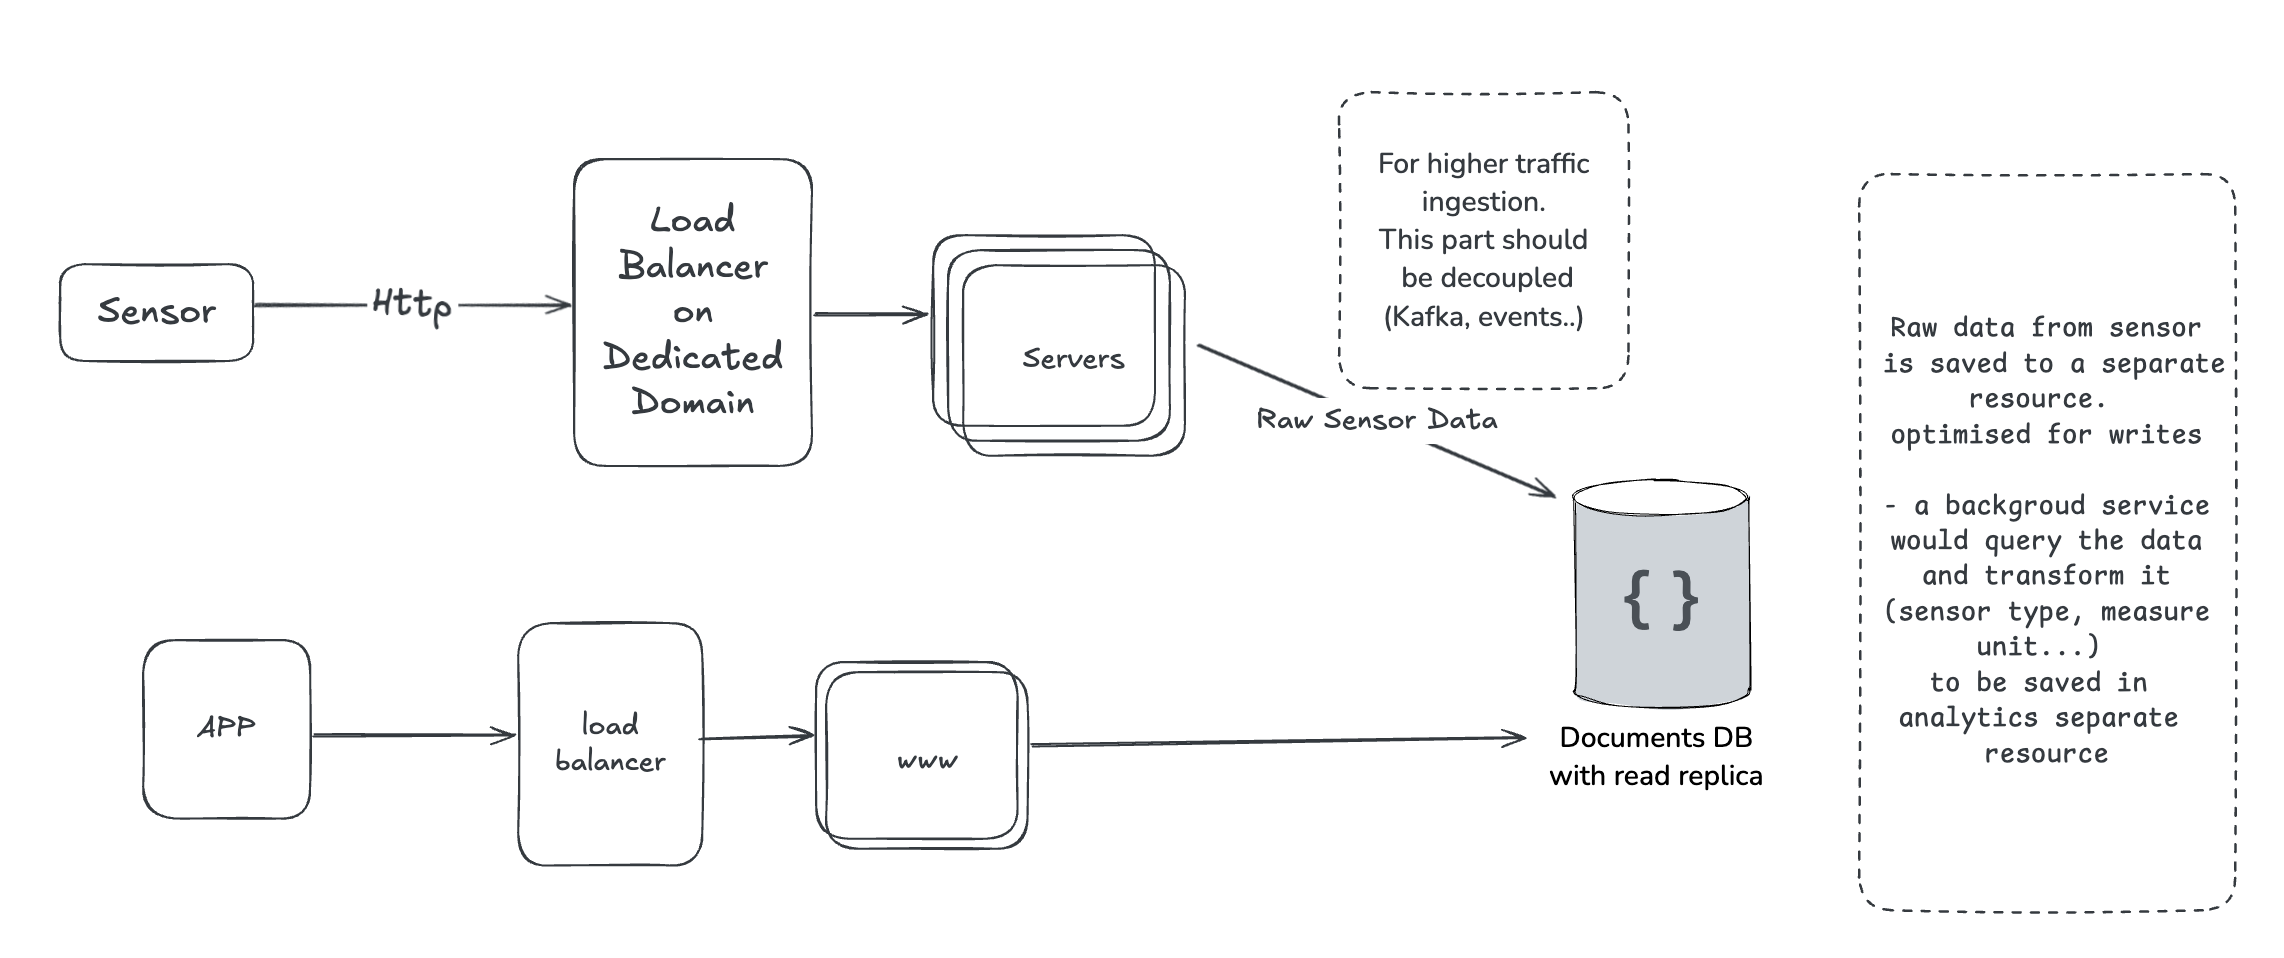 Sensor
Http
Load
Balancer
on
Dedicated
Domain
Servers
For higher traffic
ingestion.
This part should
be decoupled
(Kafka, events..)
Raw Sensor Data
{ }
Documents DB
with read replica
APP
load
balancer
www
Raw data from sensor
is saved to a separate
resource.
optimised for writes
- a backgroud service
would query the data
and transform it
(sensor type, measure
unit...)
to be saved in
analytics separate
resource